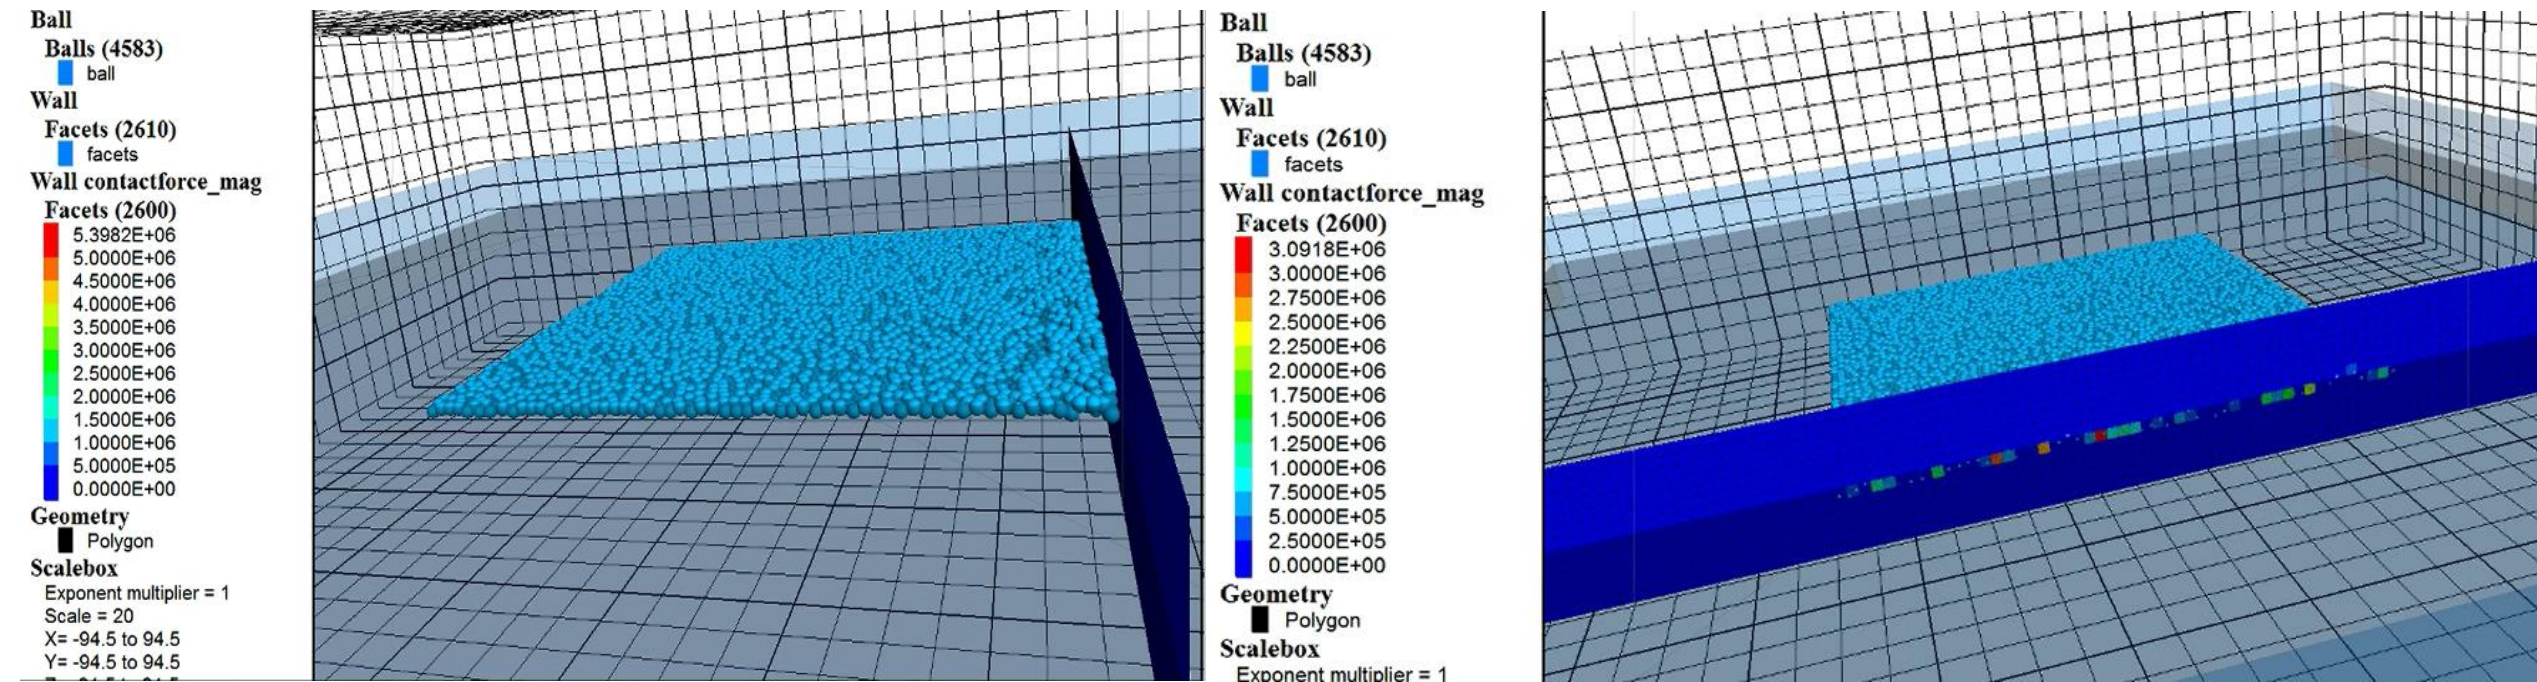 Ball
Balls (4583)
ball
Wall
Facets (2610)
facets
Wall contactforce_mag
Facets (2600)
5.3982E+06
5.0000E+06
4.5000E+06
4.0000E+06
3.5000E+06
3.0000E+06
2.5000E+06
2.0000E+06
1.5000E+06
1.0000E+06
5.0000E+05
0.0000E+00
Geometry
Polygon
Scalebox
Exponent multiplier = 1
Scale = 20
X= -94.5 to 94.5
Y= -94.5 to 94.5
Ball
Balls (4583)
ball
Wall
Facets (2610)
facets
Wall contactforce_mag
Facets (2600)
3.0918E+06
3.0000E+06
2.7500E+06
2.5000E+06
2.2500E+06
2.0000E+06
1.7500E+06
1.5000E+06
1.2500E+06
1.0000E+06
7.5000E+05
5.0000E+05
2.5000E+05
0.0000E+00
Geometry
Polygon
Scalebox
Exponent multiplier = 1